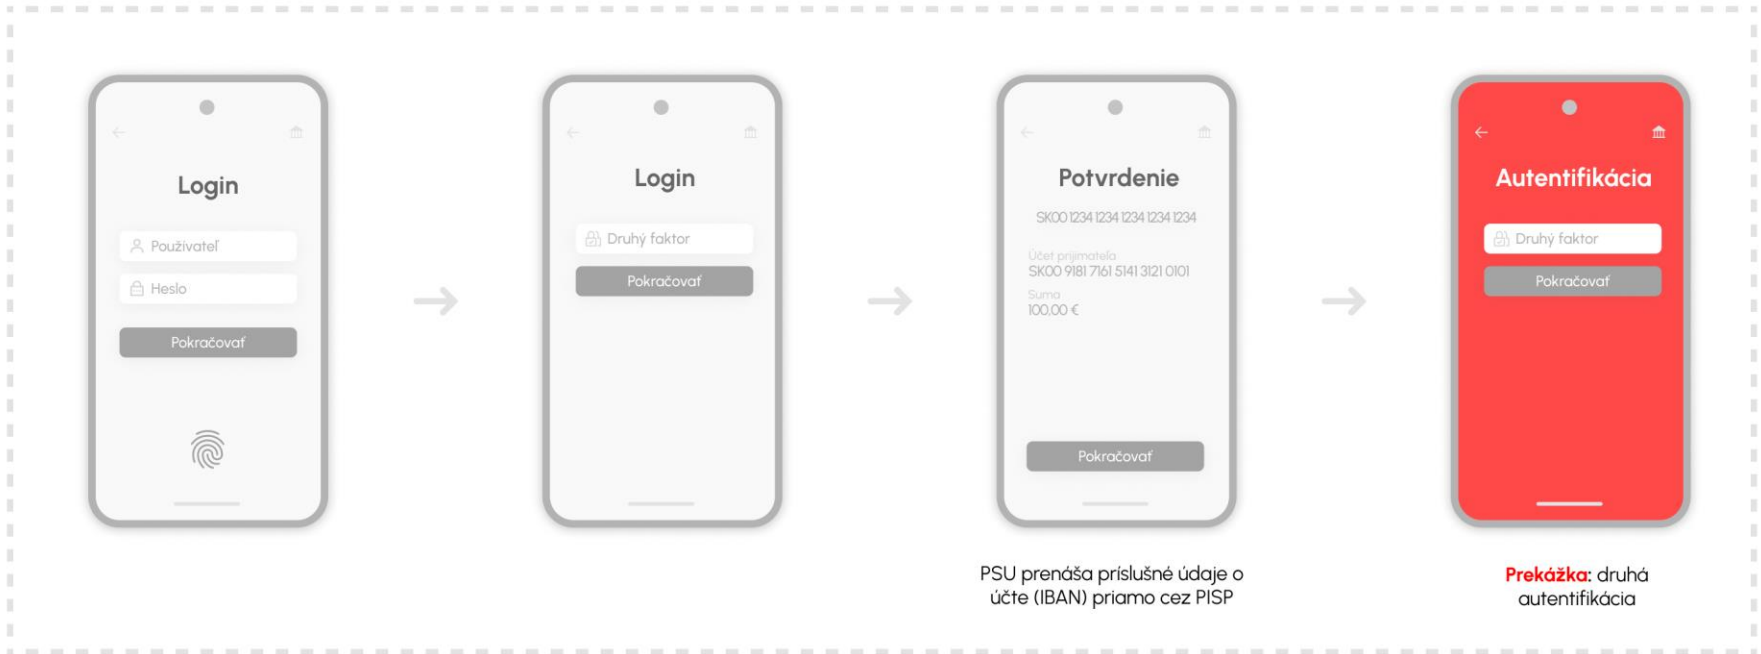 Login
Používateľ
Heslo
Pokračovať
Login
Druhý faktor
Pokračovať
Potvrdenie
SK00 1234 1234 1234 1234 1234
Účet prijímateľa
SK00 9181 7161 5141 3121 0101
Suma
100,00 €
Pokračovať
PSU prenáša príslušné údaje o
účte (IBAN) priamo cez PISP
Autentifikácia
Druhý faktor
Pokračovať
Prekážka: druhá
autentifikácia